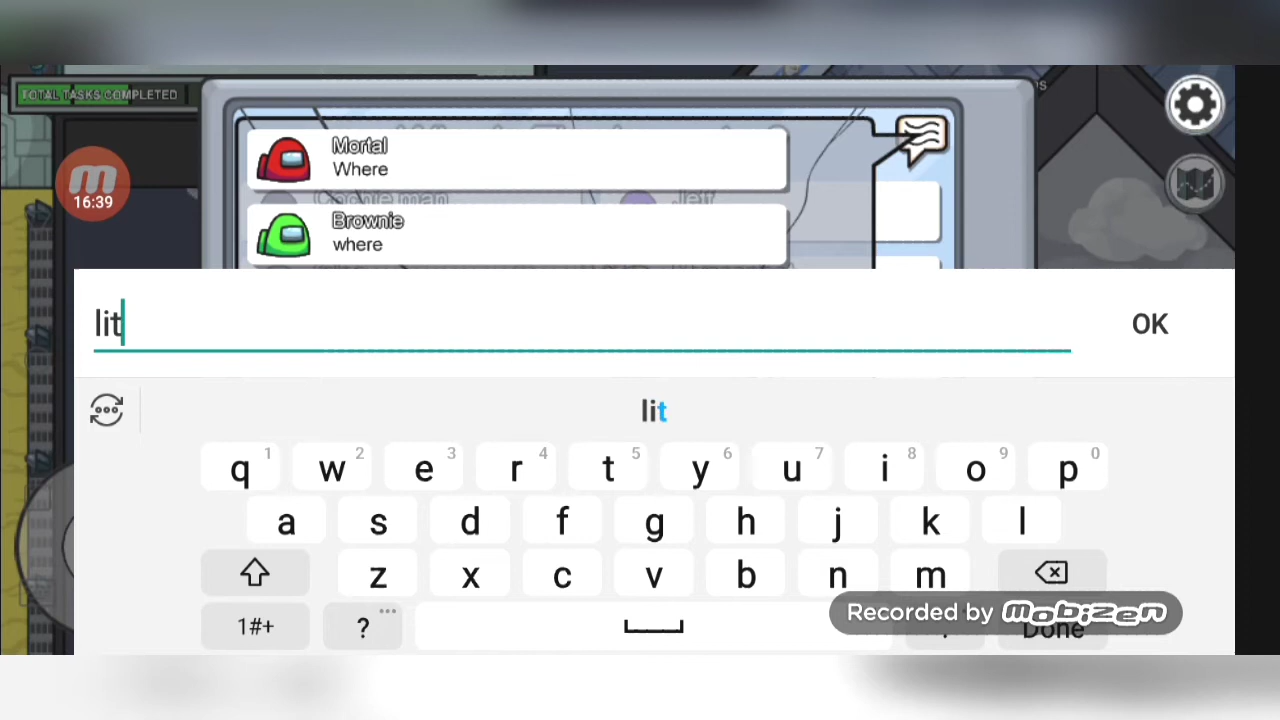 TOTAL TASKS COMPLETED
Mortal
Where
Jeff
Brownie
where
16:39
lit
OK
lit
q 1 w 2 e 3 r 4 t 5 y 6 u 7 i 8 o 9 p 0
a s d f g h j k l
z x c v b n m
1#+ ? ... . Done
Recorded by mobizen